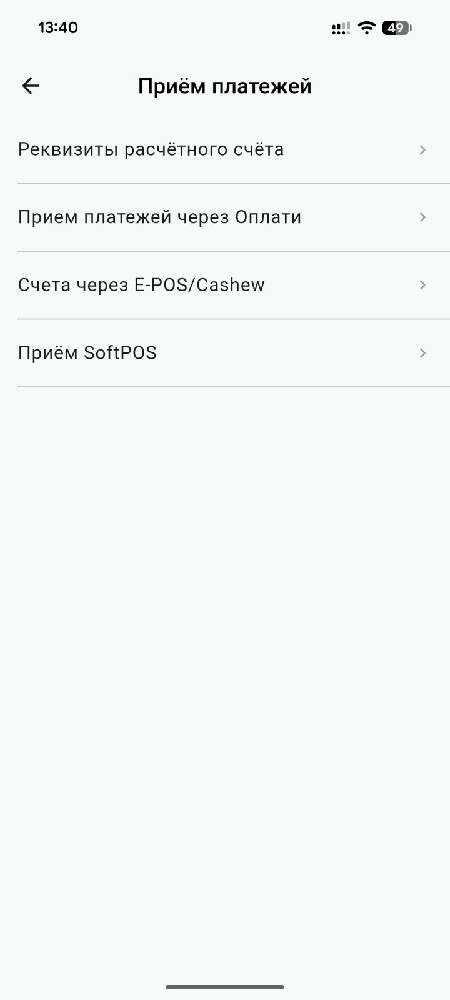 13:40
49
Приём платежей
Реквизиты расчётного счёта
Прием платежей через Оплати
Счета через E-POS/Cashew
Приём SoftPOS